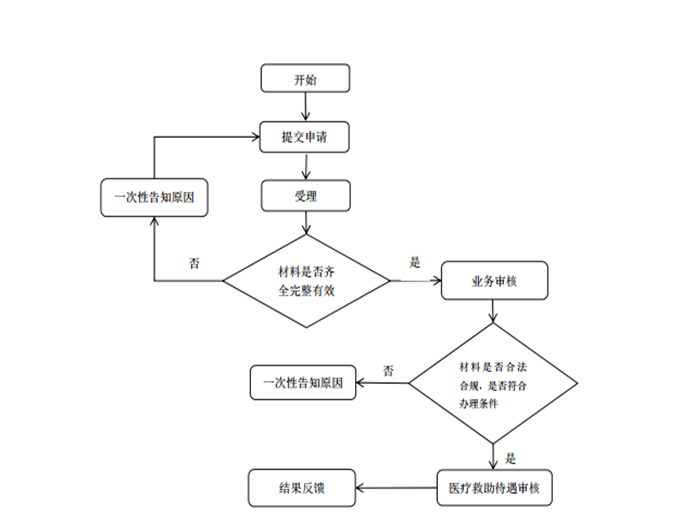 开始
提交申请
一次性告知原因
受理
否
材料是否齐
全完整有效
是
业务审核
一次性告知原因
否
材料是否合法
合规，是否符合
办理条件
是
结果反馈
医疗救助待遇审核